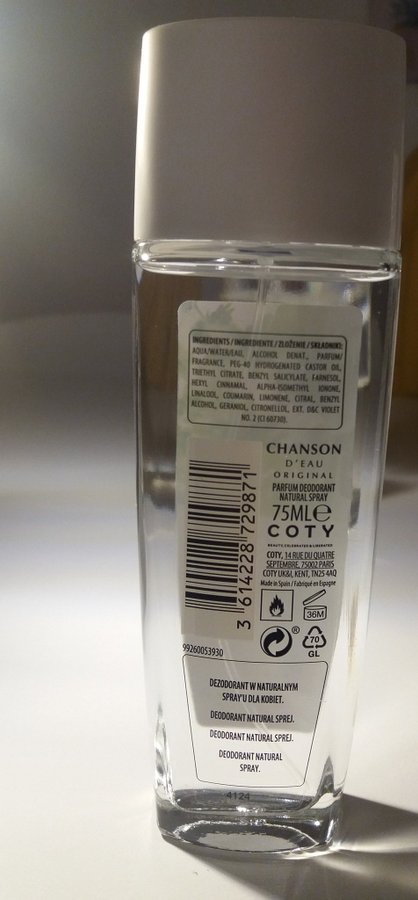 INGREDIENTS / INGREDIENTE / ZLOŽENIE / SKŁADNIKI:
AQUA/WATER/EAU, ALCOHOL DENAT., PARFUM/
FRAGRANCE, PEG-40 HYDROGENATED CASTOR OIL,
TRIETHYL CITRATE, BENZYL SALICYLATE, FARNESOL,
HEXYL CINNAMAL, ALPHA-ISOMETHYL IONONE,
LINALOOL, COUMARIN, LIMONENE, CITRAL, BENZYL
ALCOHOL, GERANIOL, CITRONELLOL, EXT. D&C VIOLET
NO. 2 (CI 60730).
CHANSON
D'EAU
ORIGINAL
PARFUM DEODORANT
NATURAL SPRAY
75ML℮
COTY
BEAUTY, CELEBRATED & LIBERATED
COTY, 14 RUE DU QUATRE
SEPTEMBRE, 75002 PARIS
COTY UK&I, KENT, TN25 4AQ
Made in Spain / Fabriqué en Espagne
36M
3 614228 729871
®
70
GL
99260053930
DEZODORANT W NATURALNYM
SPRAY'U DLA KOBIET.
DEODORANT NATURAL SPREJ.
DEODORANT NATURAL SPREJ.
DEODORANT NATURAL
SPRAY.
4124